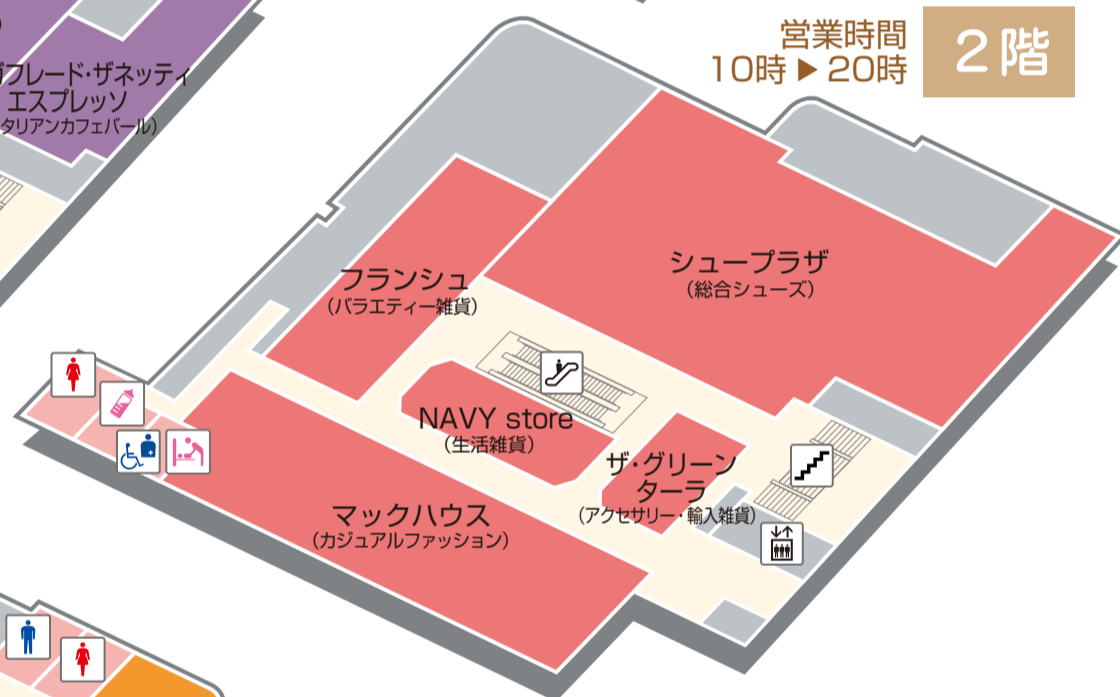 営業時間
10時▶20時
2階
フレード・ザネッティ
エスプレッソ
タリアンカフェバール）
シュープラザ
（総合シューズ）
フランシュ
（バラエティー雑貨）
NAVY store
（生活雑貨）
ザ・グリーン
ターラ
（アクセサリー・輸入雑貨）
マックハウス
（カジュアルファッション）